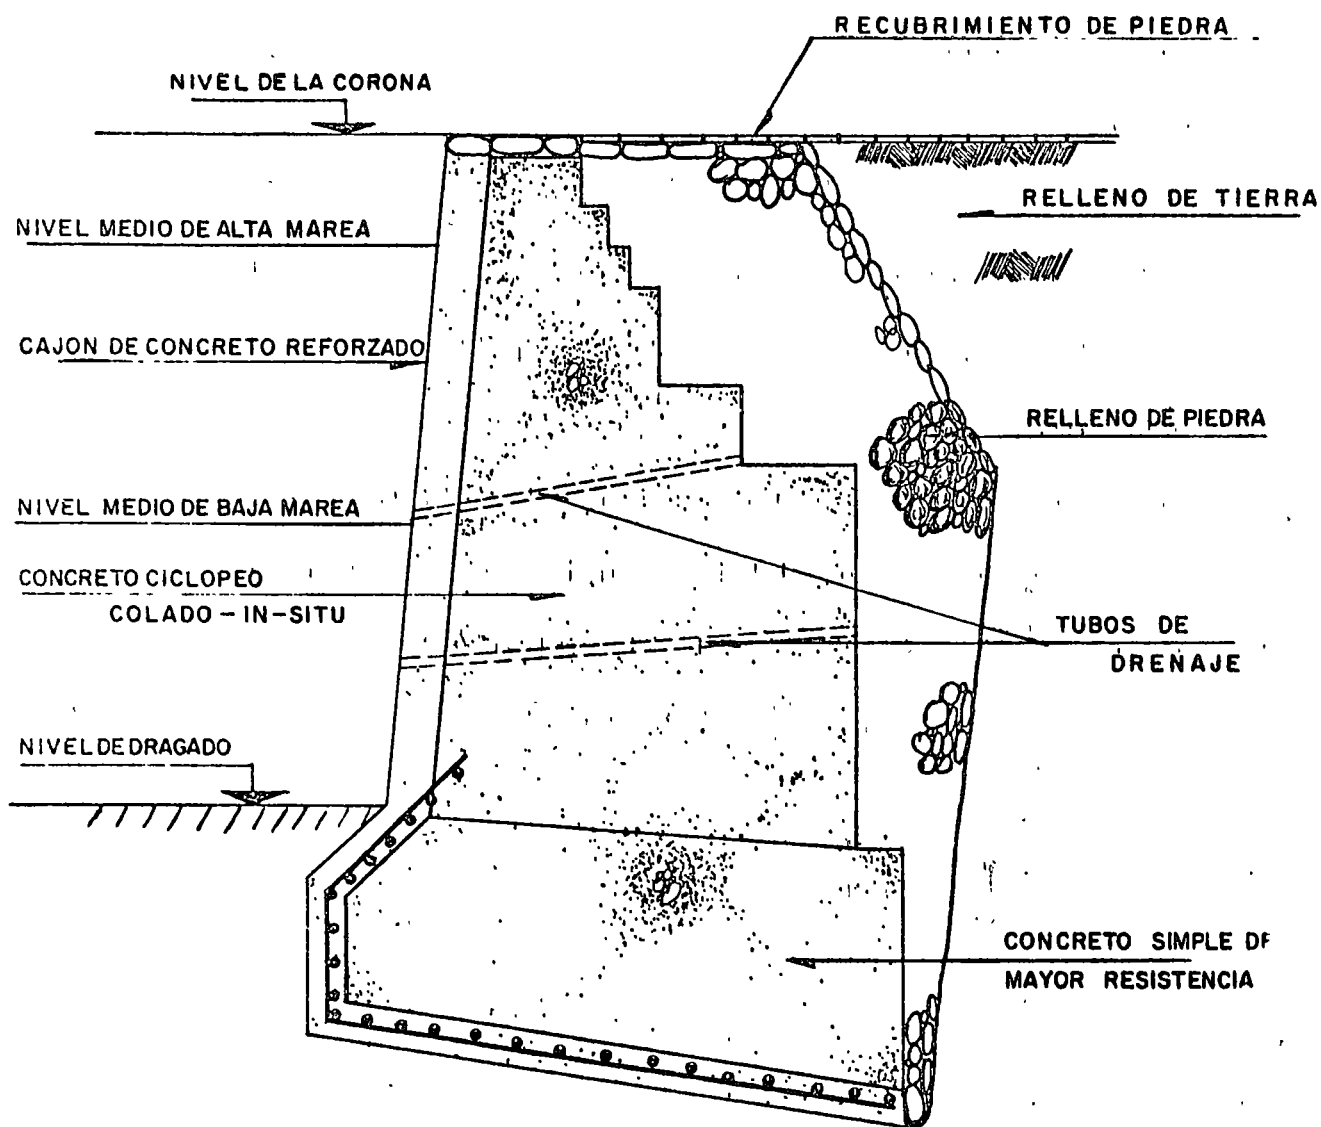 RECUBRIMIENTO DE PIEDRA
NIVEL DE LA CORONA
RELLENO DE TIERRA
NIVEL MEDIO DE ALTA MAREA
CAJON DE CONCRETO REFORZADO
RELLENO DE PIEDRA
NIVEL MEDIO DE BAJA MAREA
CONCRETO CICLOPEO
COLADO - IN - SITU
TUBOS DE
DRENAJE
NIVEL DE DRAGADO
CONCRETO SIMPLE DE
MAYOR RESISTENCIA